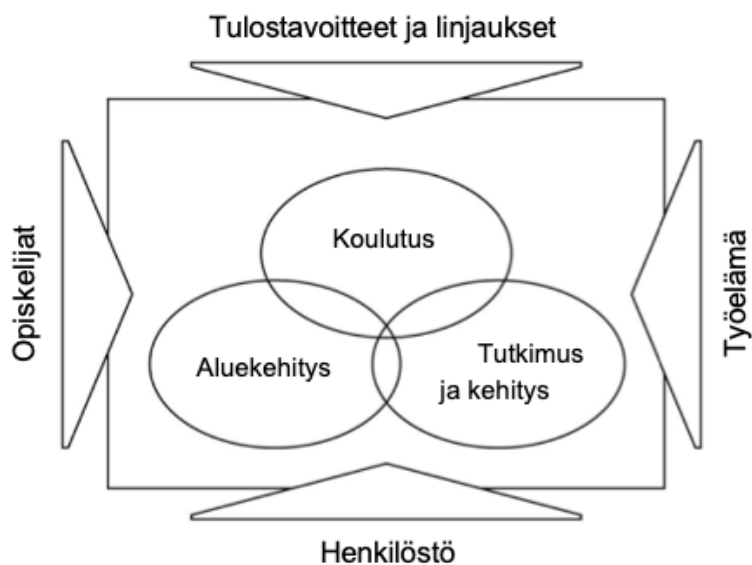 Tulostavoitteet ja linjaukset
Opiskelijat
Koulutus
Työelämä
Aluekehitys
Tutkimus
ja kehitys
Henkilöstö